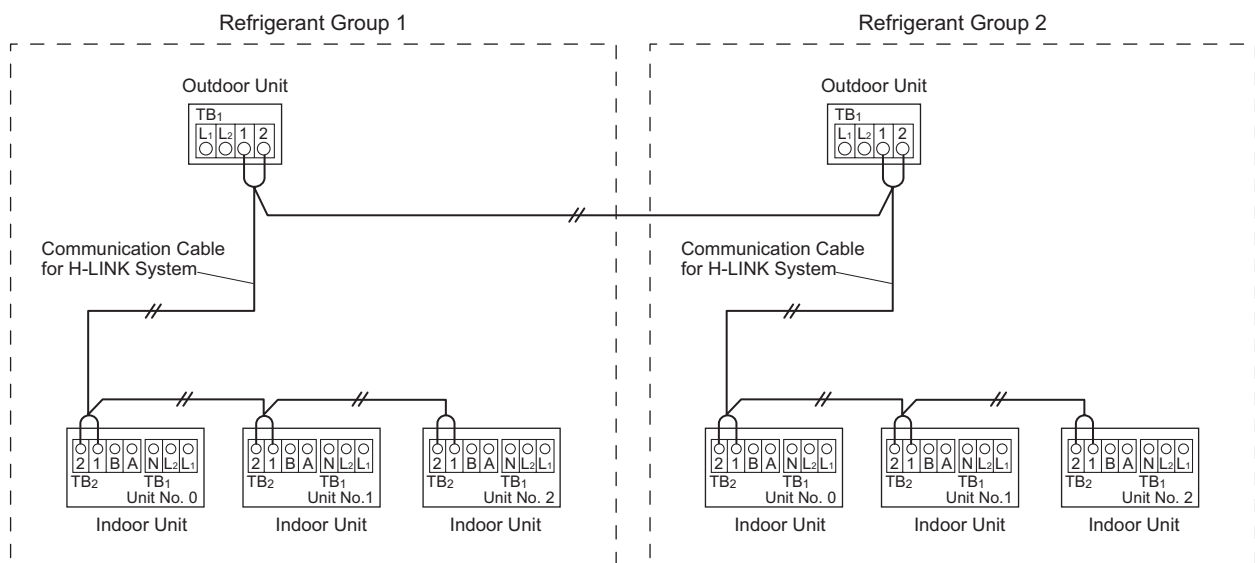 Refrigerant Group 1
Refrigerant Group 2
Outdoor Unit
TB1
L1 L2 1 2
Outdoor Unit
TB1
L1 L2 1 2
Communication Cable
for H-LINK System
Communication Cable
for H-LINK System
2 1 B A N L2 L1
TB2 TB1
Unit No. 0
Indoor Unit
2 1 B A N L2 L1
TB2 TB1
Unit No.1
Indoor Unit
2 1 B A N L2 L1
TB2 TB1
Unit No. 2
Indoor Unit
2 1 B A N L2 L1
TB2 TB1
Unit No. 0
Indoor Unit
2 1 B A N L2 L1
TB2 TB1
Unit No.1
Indoor Unit
2 1 B A N L2 L1
TB2 TB1
Unit No. 2
Indoor Unit